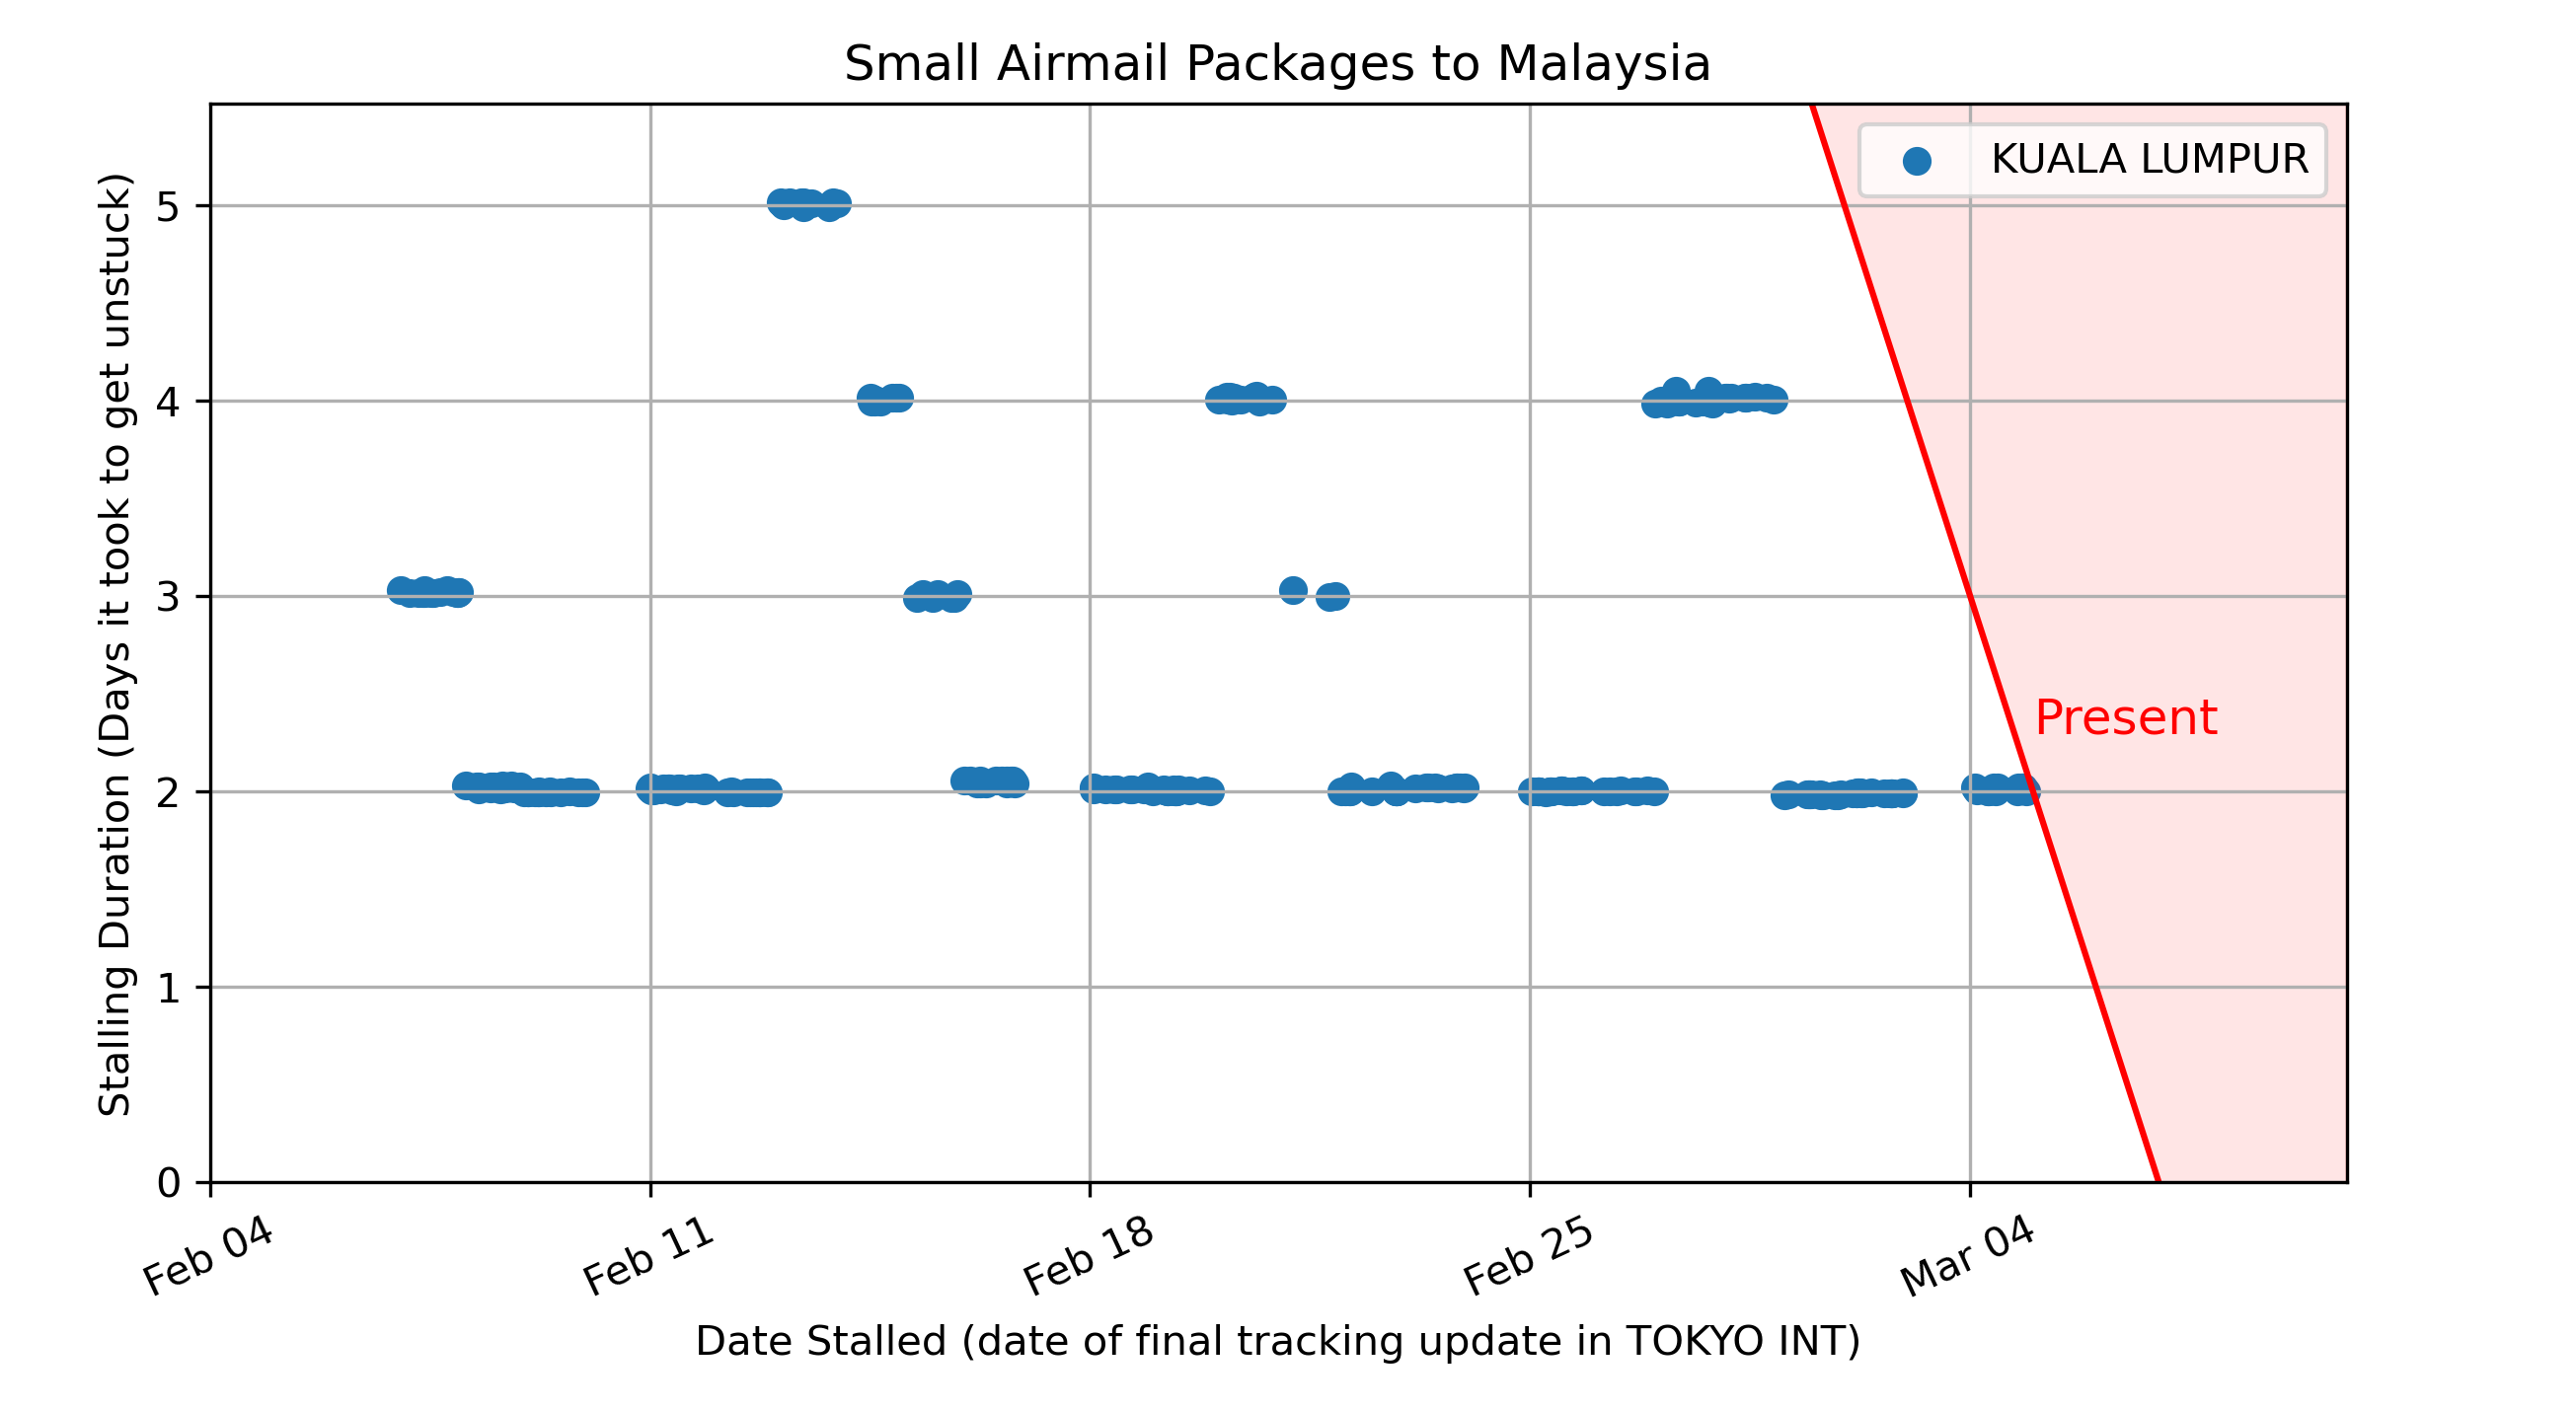 Small Airmail Packages to Malaysia
KUALA LUMPUR
Present
Stalling Duration (Days it took to get unstuck)
5
4
3
2
1
0
Feb 04
Feb 11
Feb 18
Feb 25
Mar 04
Date Stalled (date of final tracking update in TOKYO INT)